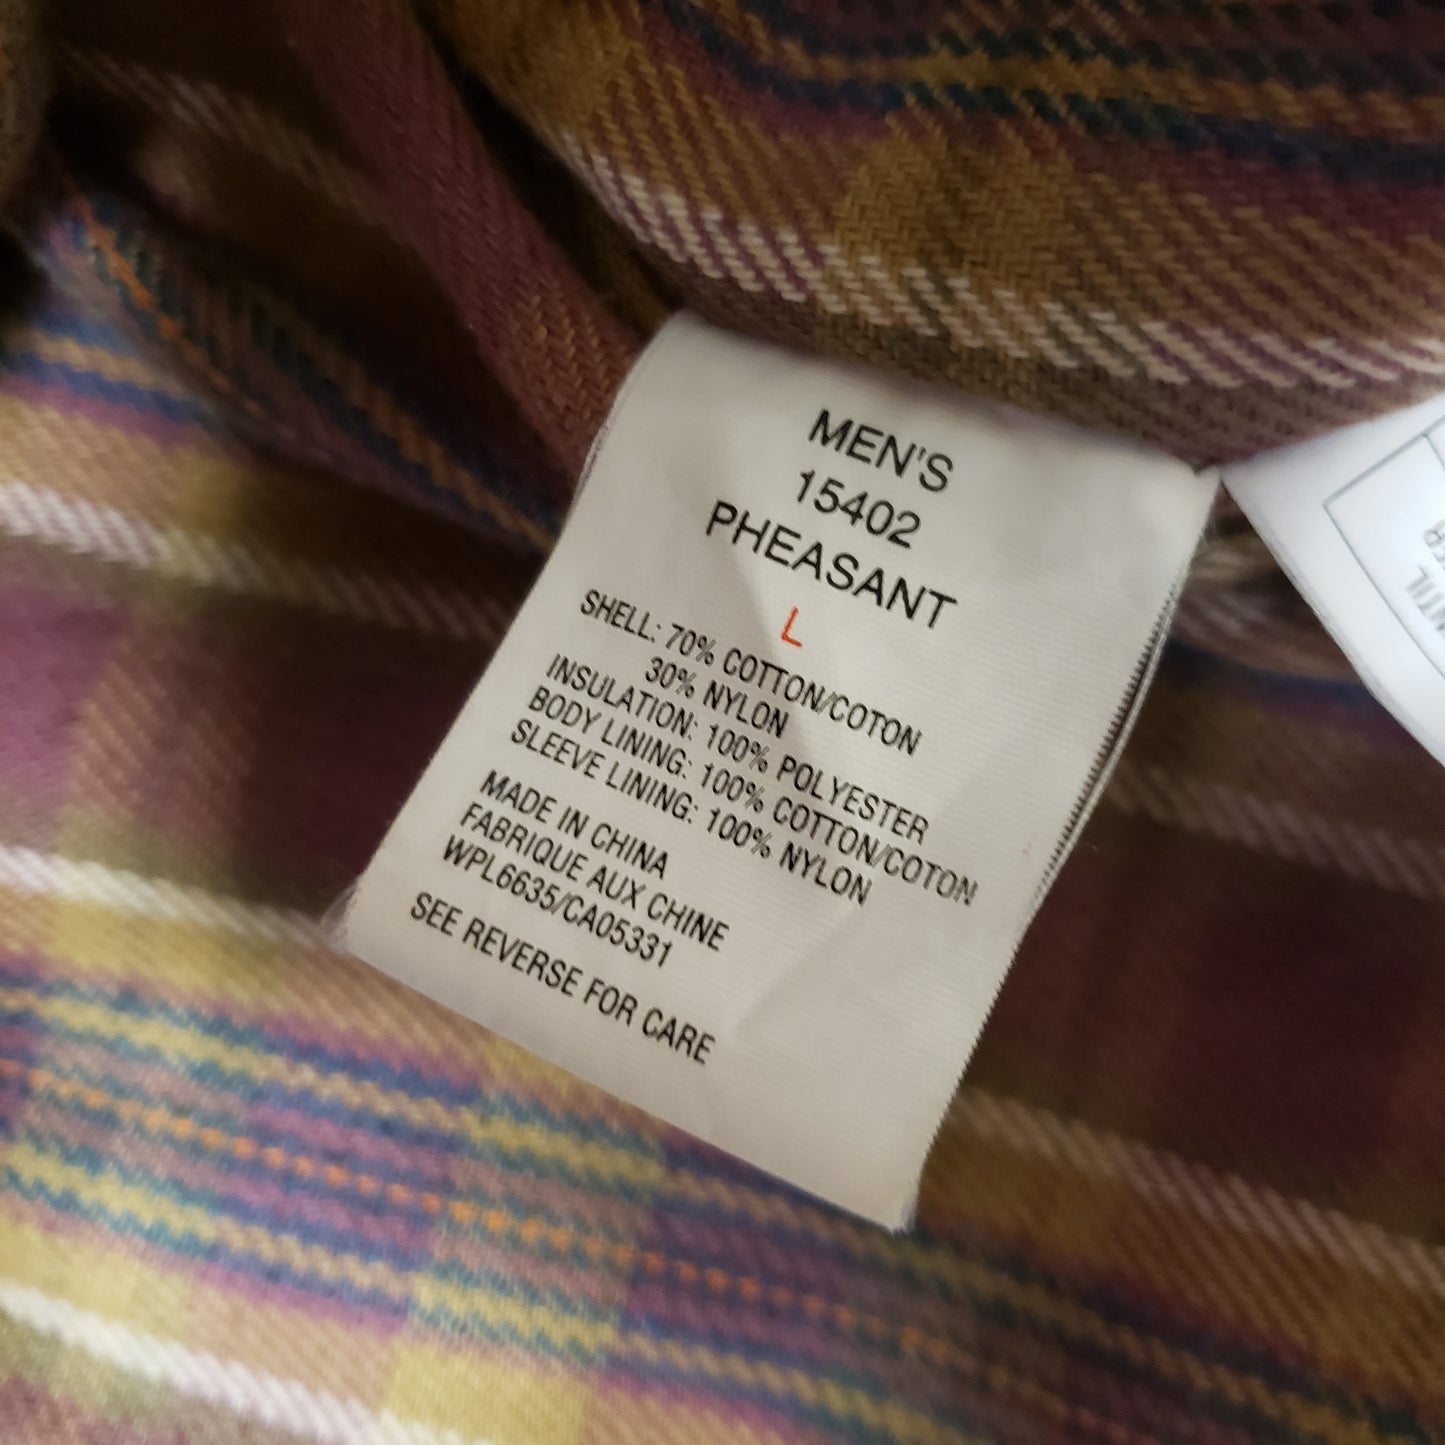 MEN'S
15402
PHEASANT
L
SHELL: 70% COTTON/COTON
30% NYLON
INSULATION: 100% POLYESTER
BODY LINING: 100% COTTON/COTON
SLEEVE LINING: 100% NYLON
MADE IN CHINA
FABRIQUE AUX CHINE
WPL6635/CA05331
SEE REVERSE FOR CARE